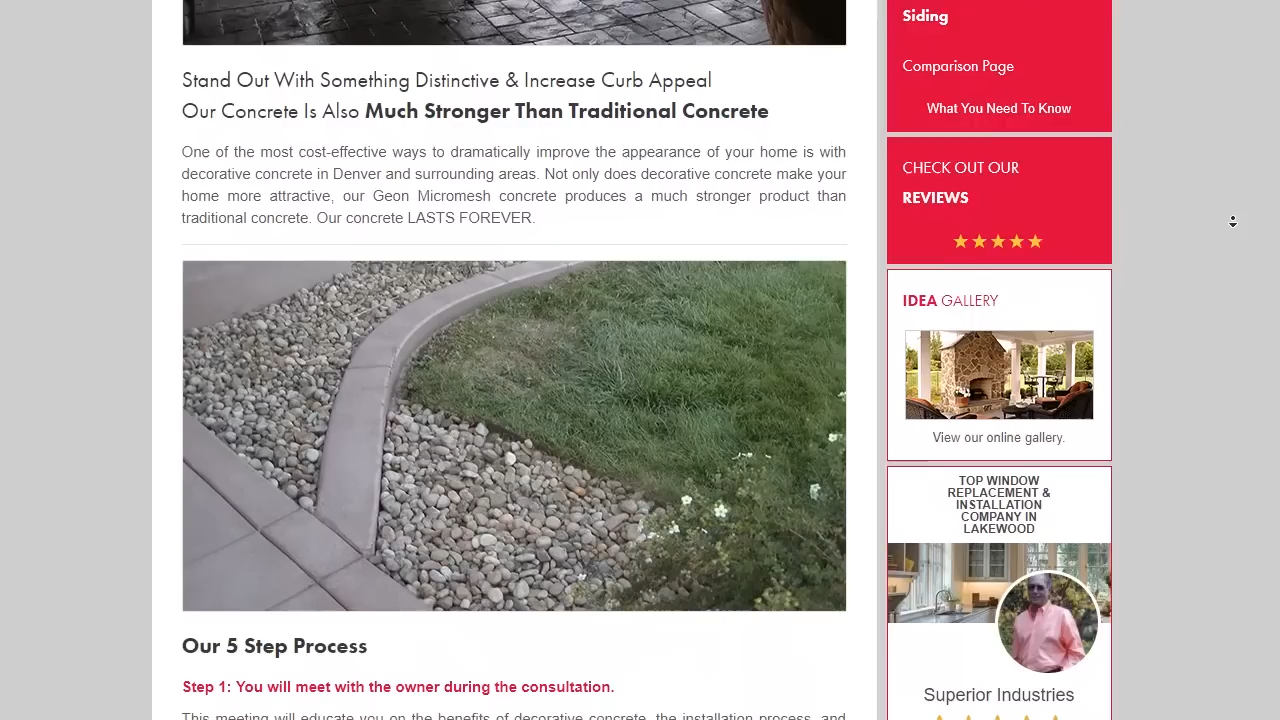 Stand Out With Something Distinctive & Increase Curb Appeal
Our Concrete Is Also Much Stronger Than Traditional Concrete
One of the most cost-effective ways to dramatically improve the appearance of your home is with
decorative concrete in Denver and surrounding areas. Not only does decorative concrete make your
home more attractive, our Geon Micromesh concrete produces a much stronger product than
traditional concrete. Our concrete LASTS FOREVER.
Our 5 Step Process
Step 1: You will meet with the owner during the consultation.
This meeting will educate you on the benefits of decorative concrete, the installation process, and
Siding
Comparison Page
What You Need To Know
CHECK OUT OUR
REVIEWS
IDEA GALLERY
View our online gallery.
TOP WINDOW
REPLACEMENT &
INSTALLATION
COMPANY IN
LAKEWOOD
Superior Industries